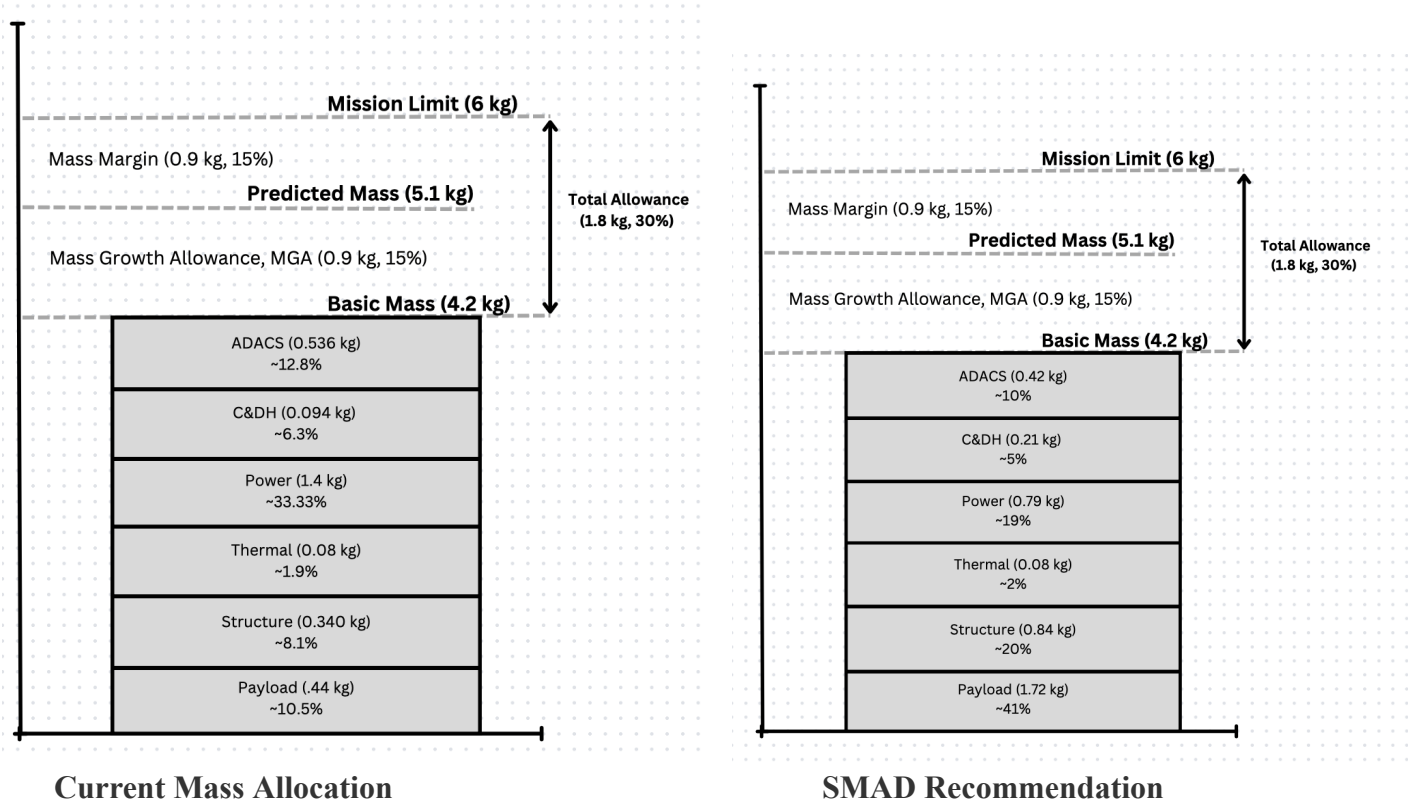 Mission Limit (6 kg)
Mass Margin (0.9 kg, 15%)
Predicted Mass (5.1 kg)
Total Allowance
(1.8 kg, 30%)
Mass Growth Allowance, MGA (0.9 kg, 15%)
Basic Mass (4.2 kg)
ADACS (0.536 kg)
~12.8%
C&DH (0.094 kg)
~6.3%
Power (1.4 kg)
~33.33%
Thermal (0.08 kg)
~1.9%
Structure (0.340 kg)
~8.1%
Payload (.44 kg)
~10.5%
Current Mass Allocation
Mission Limit (6 kg)
Mass Margin (0.9 kg, 15%)
Predicted Mass (5.1 kg)
Total Allowance
(1.8 kg, 30%)
Mass Growth Allowance, MGA (0.9 kg, 15%)
Basic Mass (4.2 kg)
ADACS (0.42 kg)
~10%
C&DH (0.21 kg)
~5%
Power (0.79 kg)
~19%
Thermal (0.08 kg)
~2%
Structure (0.84 kg)
~20%
Payload (1.72 kg)
~41%
SMAD Recommendation